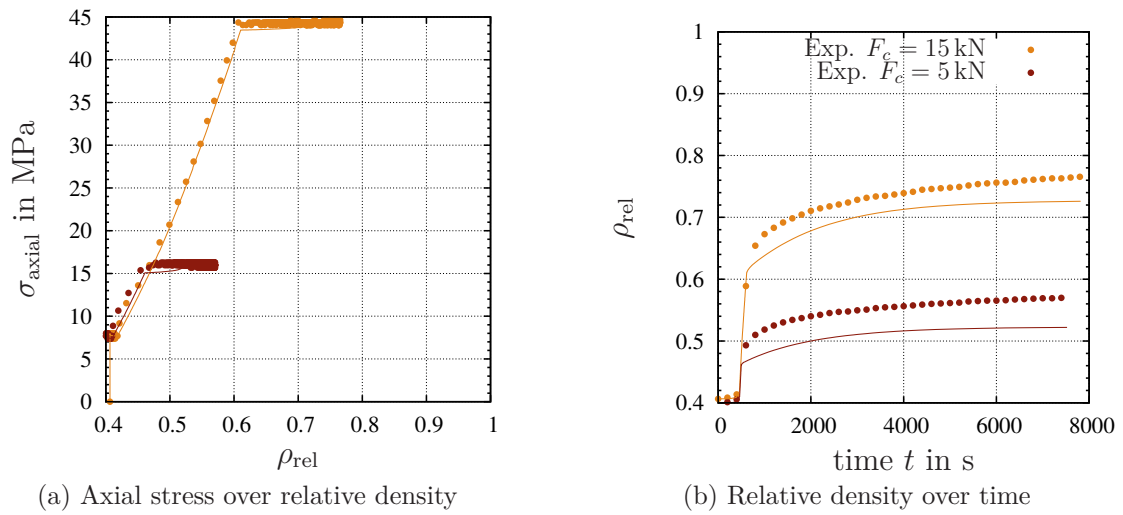 45
40
35
30
25
20
15
10
5
0
σaxial in MPa
0.4 0.5 0.6 0.7 0.8 0.9 1
ρrel
(a) Axial stress over relative density
1
0.9
0.8
0.7
0.6
0.5
0.4
ρrel
Exp. Fc = 15 kN
Exp. Fc = 5 kN
0 2000 4000 6000 8000
time t in s
(b) Relative density over time